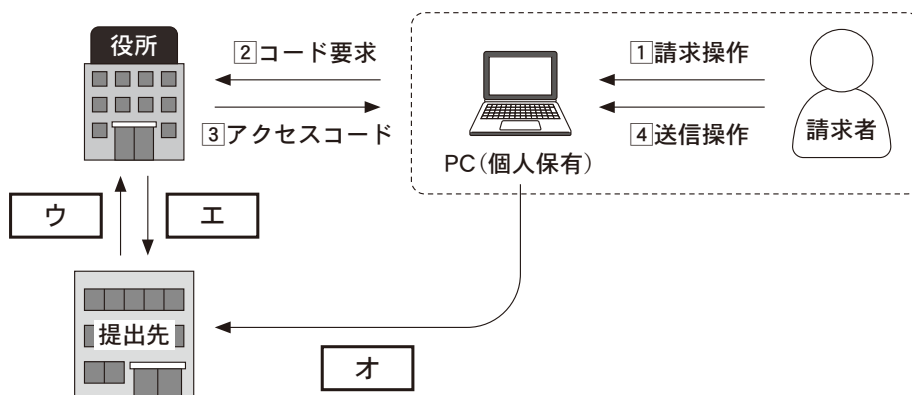 役所
2コード要求
1請求操作
3アクセスコード
4送信操作
請求者
PC(個人保有)
ウ
エ
提出先
オ